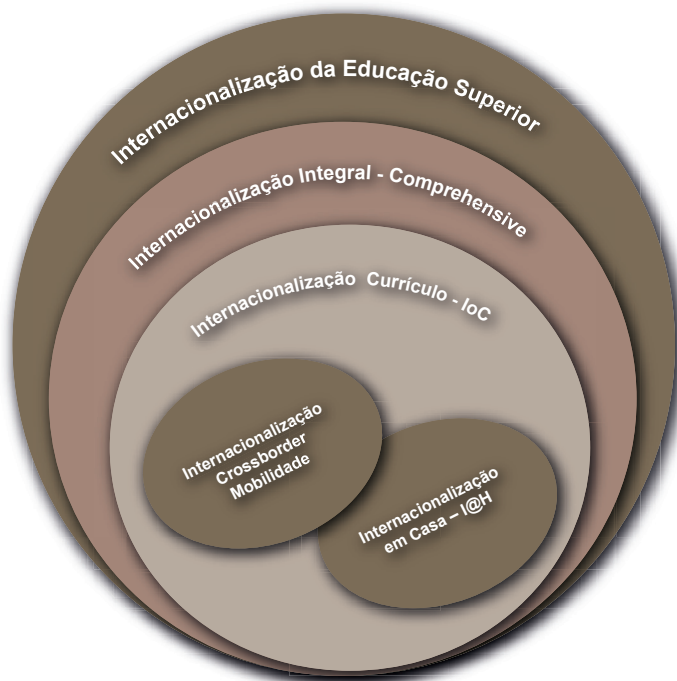 Internacionalização da Educação Superior
Internacionalização Integral - Comprehensive
Internacionalização Currículo - IoC
Internacionalização
Crossborder
Mobilidade
Internacionalização
em Casa – I@H